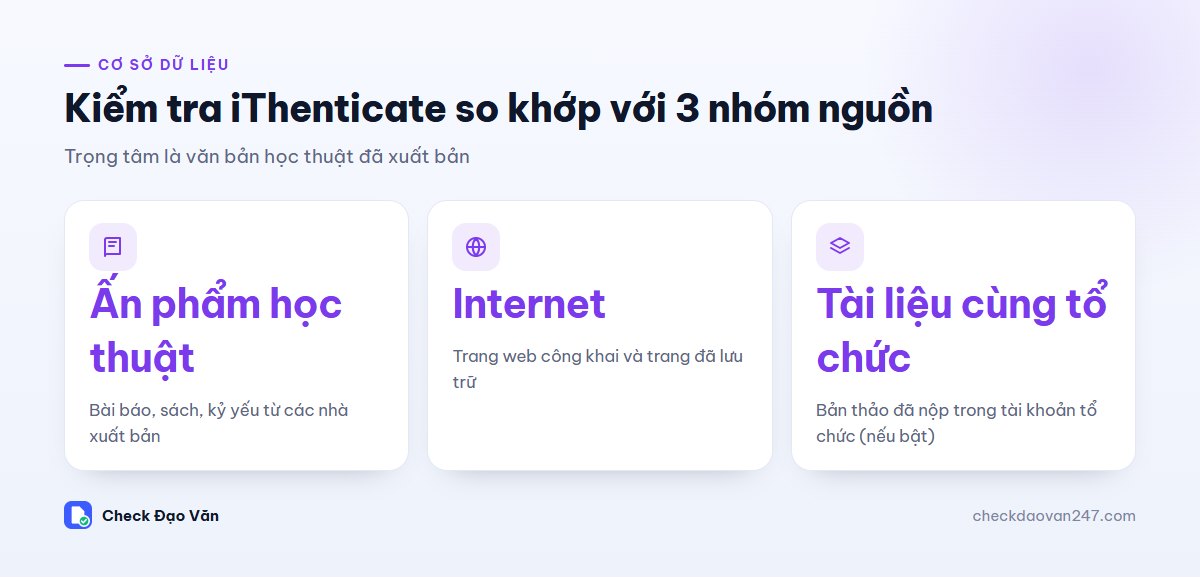 CƠ SỞ DỮ LIỆU
Kiểm tra iThenticate so khớp với 3 nhóm nguồn
Trọng tâm là văn bản học thuật đã xuất bản
Ấn phẩm học
thuật
Bài báo, sách, kỷ yếu từ các nhà
xuất bản
Internet
Trang web công khai và trang đã lưu
trữ
Tài liệu cùng tổ
chức
Bản thảo đã nộp trong tài khoản tổ
chức (nếu bật)
Check Đạo Văn
checkdaovan247.com